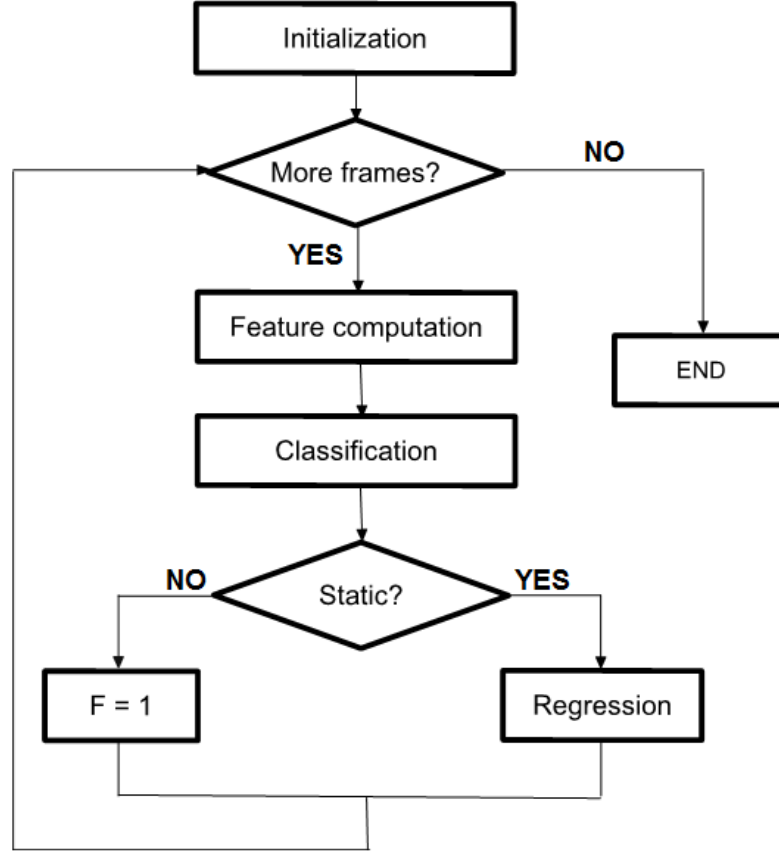 Initialization
More frames?
NO
YES
Feature computation
END
Classification
NO
YES
Static?
F = 1
Regression